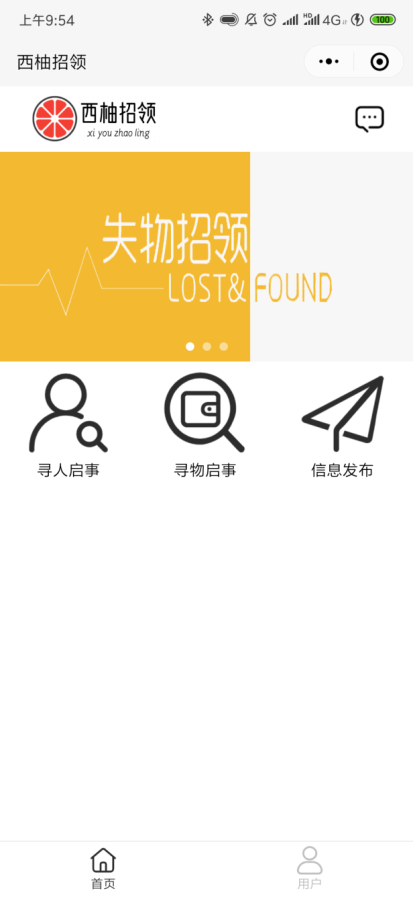 上午9:54
HD 4G 100
西柚招领
西柚招领
xi you zhao ling
失物招领
LOST& FOUND
寻人启事 寻物启事 信息发布
首页 用户